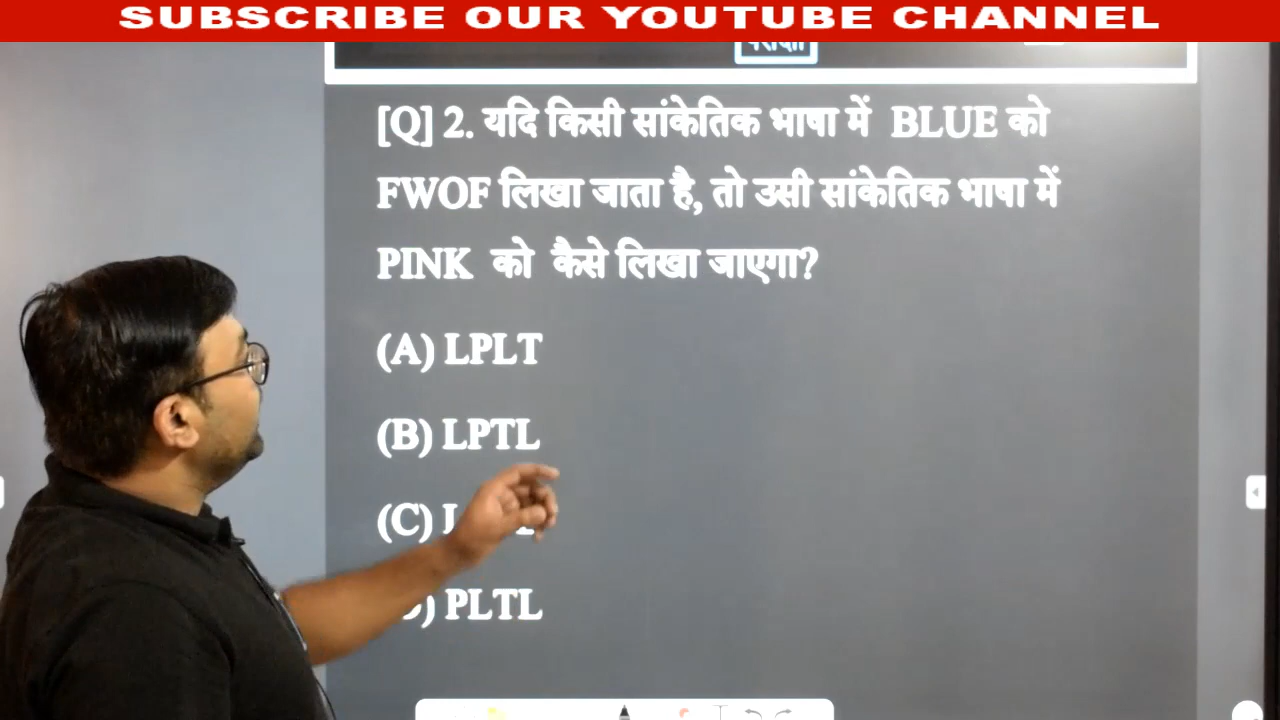 SUBSCRIBE OUR YOUTUBE CHANNEL
[Q] 2. यदि किसी सांकेतिक भाषा में BLUE को
FWOF लिखा जाता है, तो उसी सांकेतिक भाषा में
PINK को कैसे लिखा जाएगा?
(A) LPLT
(B) LPTL
(C)
PLTL